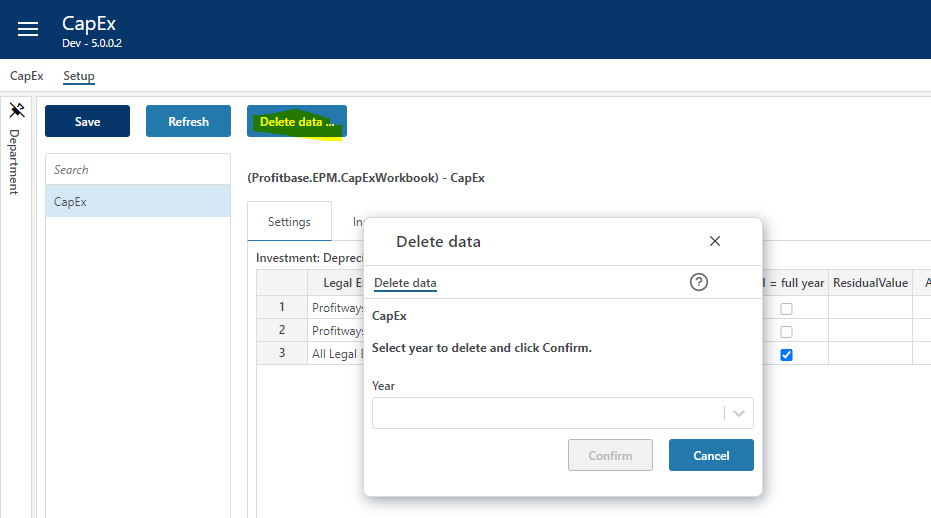 CapEx
Dev - 5.0.0.2
CapEx Setup
Department
Save Refresh Delete data ...
Search
CapEx
(Profitbase.EPM.CapExWorkbook) - CapEx
Settings
Investment:
Legal = full year ResidualValue
1 Profitways
2 Profitways
3 All Legal
Delete data
Delete data
CapEx
Select year to delete and click Confirm.
Year
Confirm Cancel